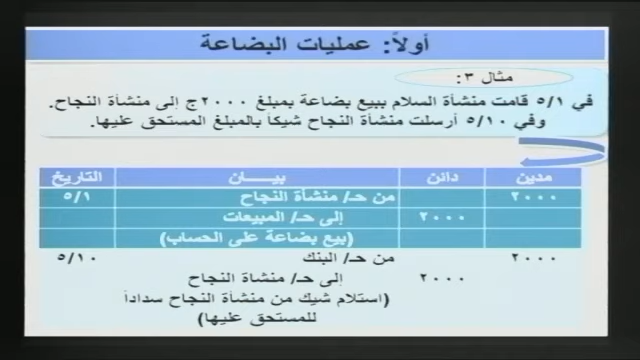 أولاً: عمليات البضاعة
مثال ٣:
في ٥/١ قامت منشأة السلام ببيع بضاعة بمبلغ ٢٠٠٠ج إلى منشأة النجاح.
وفي ٥/١٠ أرسلت منشأة النجاح شيكاً بالمبلغ المستحق عليها.
مدين دائن بيـــان التاريخ
٢٠٠٠ من حـ/ منشأة النجاح ٥/١
٢٠٠٠ إلى حـ/ المبيعات
(بيع بضاعة على الحساب)
٢٠٠٠ من حـ/ البنك ٥/١٠
٢٠٠٠ إلى حـ/ منشاة النجاح
(استلام شيك من منشأة النجاح سداداً
للمستحق عليها)